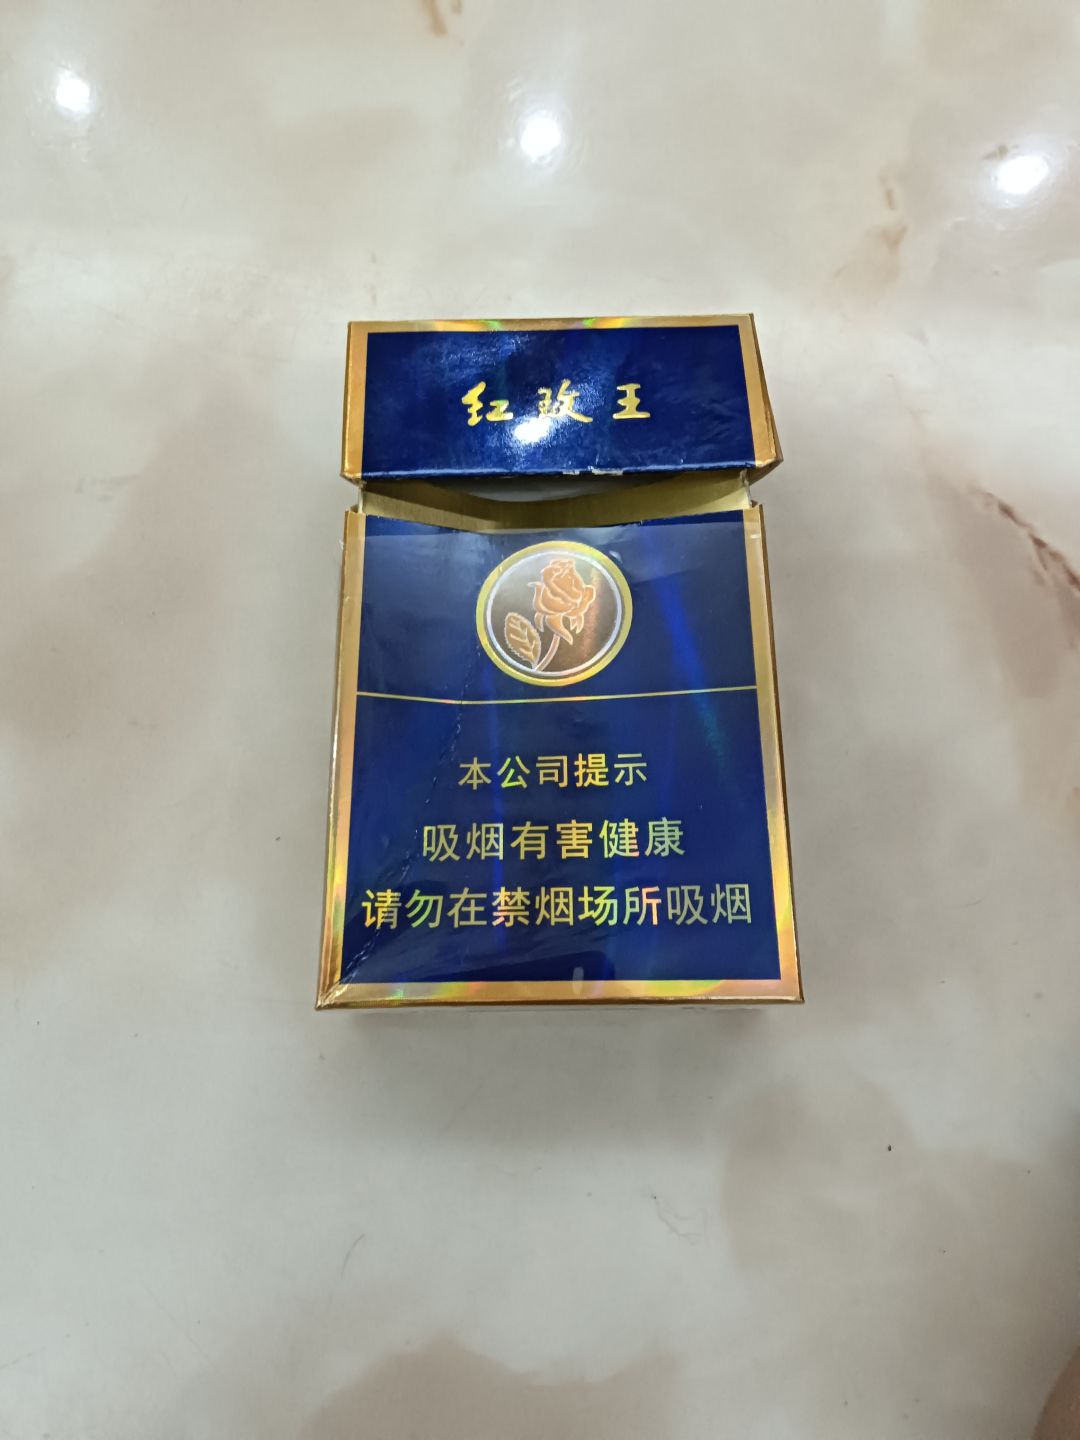 红玫王
本公司提示
吸烟有害健康
请勿在禁烟场所吸烟